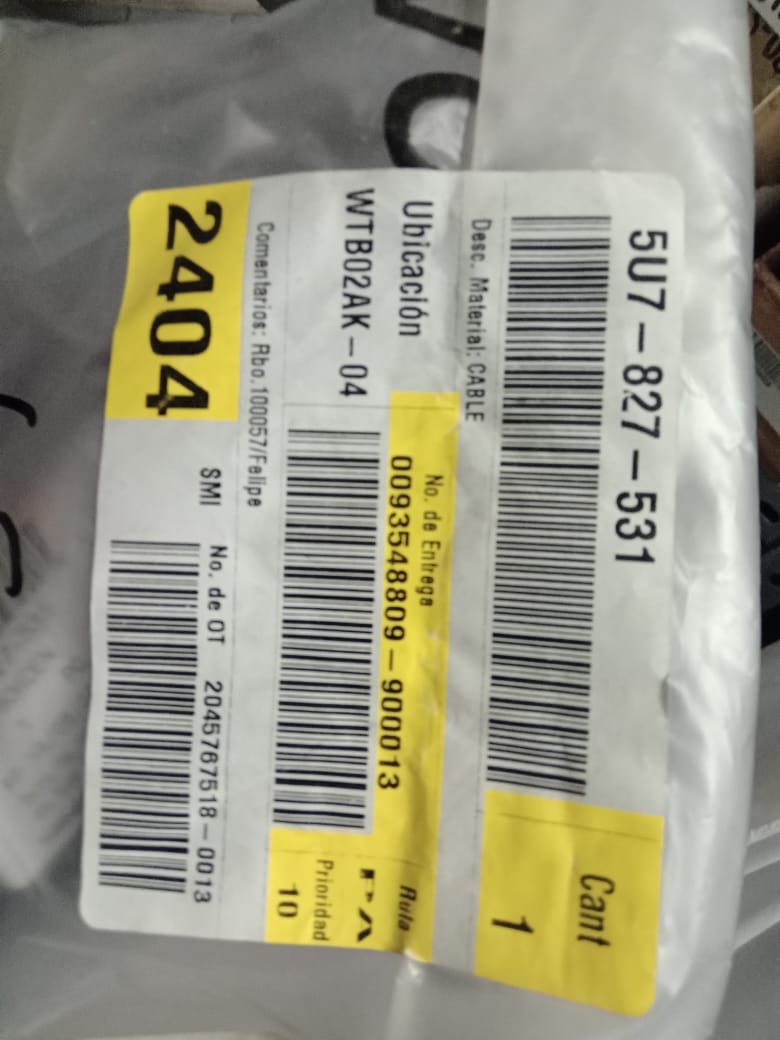 5U7-827-531
Cant
1
Desc. Material: CABLE
Ubicación
WTB02AK-04
No. de Entrega
0093548809-900013
Ruta
Prioridad
10
Comentarios: Rbo.100057/Felipe
2404
SMI
No. de OT 2045767518-0013